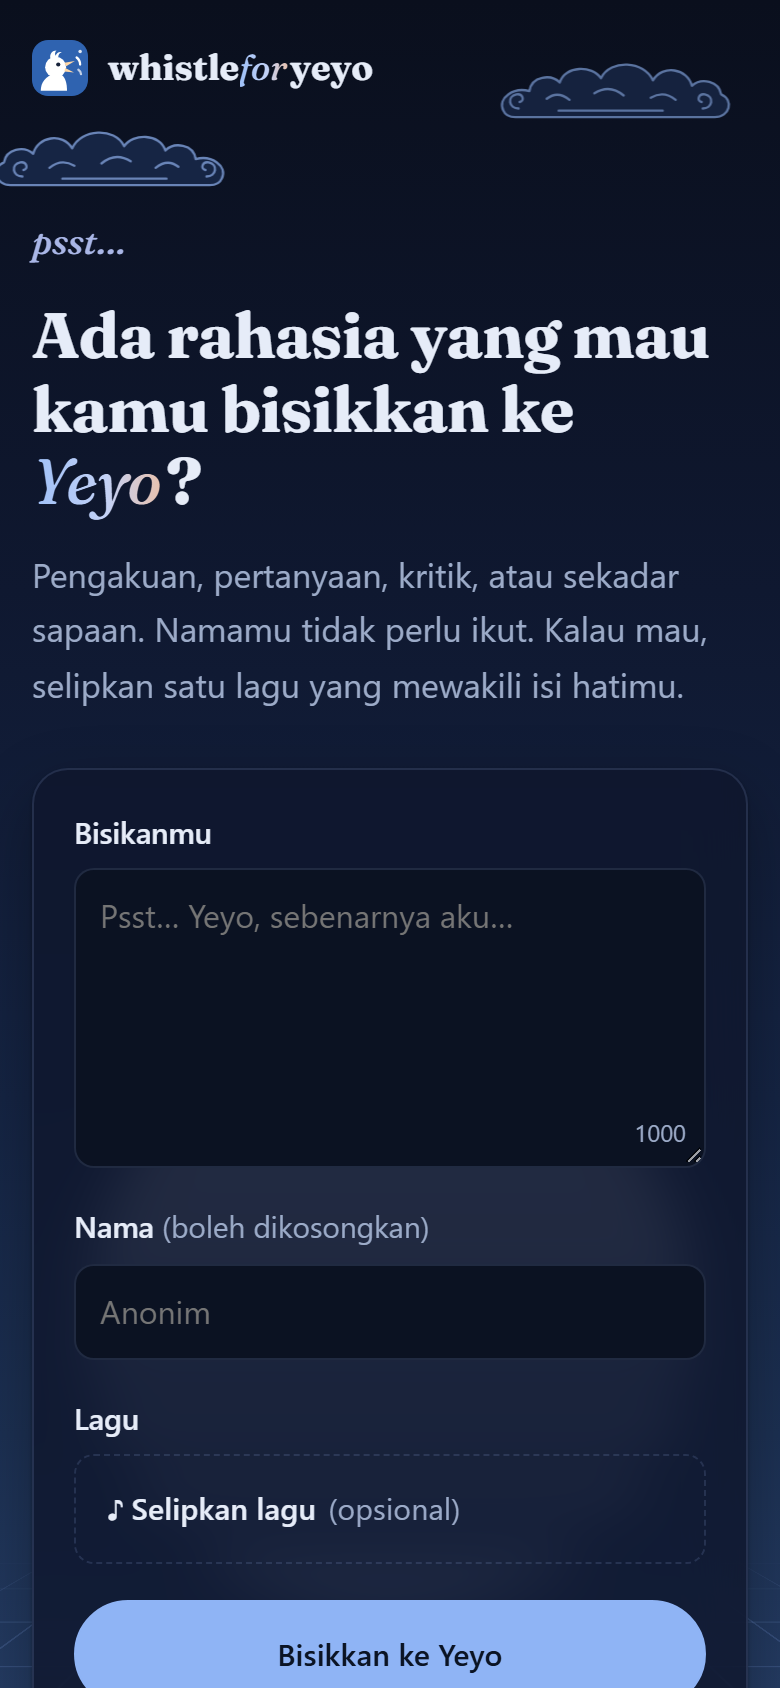 whistleforyeyo
psst...
Ada rahasia yang mau
kamu bisikkan ke
Yeyo?
Pengakuan, pertanyaan, kritik, atau sekadar
sapaan. Namamu tidak perlu ikut. Kalau mau,
selipkan satu lagu yang mewakili isi hatimu.
Bisikanmu
Psst... Yeyo, sebenarnya aku...
1000
Nama (boleh dikosongkan)
Anonim
Lagu
♪ Selipkan lagu (opsional)
Bisikkan ke Yeyo